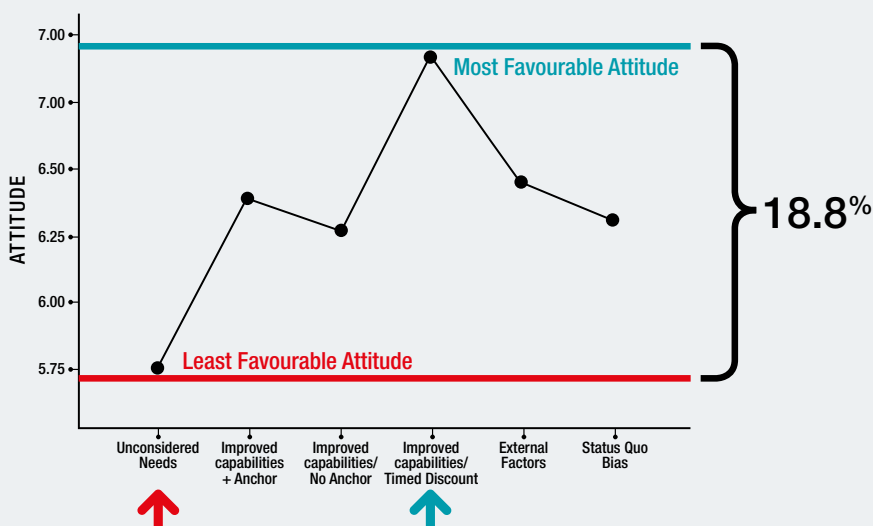 7.00
Most Favourable Attitude
7.00
6.50
ATTITUDE
18.8%
6.25
6.00
Least Favourable Attitude
5.75
Unconsidered
Needs
Improved
capabilities
+ Anchor
Improved
capabilities/
No Anchor
Improved
capabilities/
Timed Discount
External
Factors
Status Quo
Bias